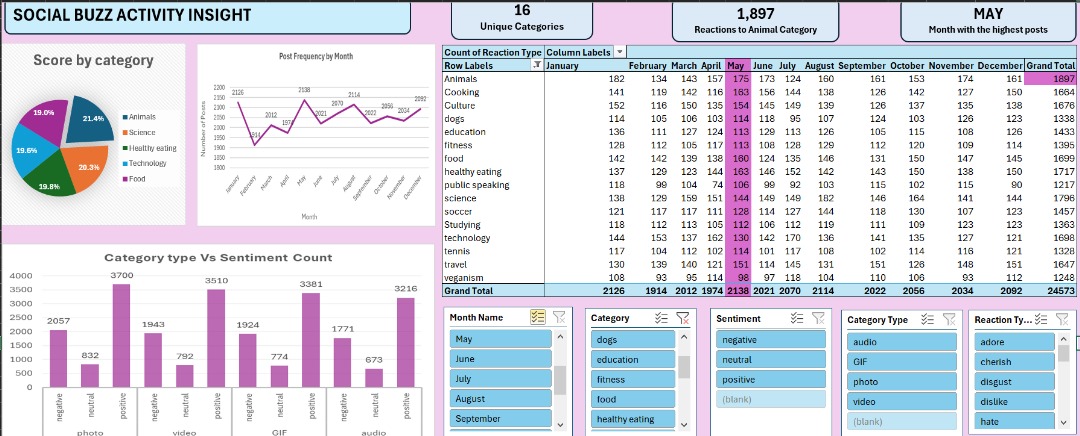 SOCIAL BUZZ ACTIVITY INSIGHT
16
Unique Categories
1,897
Reactions to Animal Category
MAY
Month with the highest posts
Score by category
19.0%
21.4%
19.6%
20.3%
19.8%
Animals
Science
Healthy eating
Technology
Food
Post Frequency by Month
Number of Posts
2200
2150
2100
2050
2000
1950
1900
1850
1800
2126
1914
2012
1974
2138
2021
2070
2114
2022
2056
2034
2092
January
February
March
April
May
June
July
August
September
October
November
December
Month
Count of Reaction Type Column Labels
Row Labels January February March April May June July August September October November December Grand Total
Animals 182 134 143 157 175 173 124 160 161 153 174 161 1897
Cooking 141 119 142 116 163 156 144 138 126 142 127 150 1664
Culture 152 116 150 135 154 145 149 139 126 137 135 138 1676
dogs 114 105 106 103 114 118 95 107 124 103 126 123 1338
education 136 111 127 124 113 129 113 126 105 115 108 126 1433
fitness 128 112 105 117 113 108 128 129 112 120 109 114 1395
food 142 142 139 138 160 124 135 146 131 150 147 145 1699
healthy eating 137 129 123 144 163 146 152 142 143 150 138 150 1717
public speaking 118 99 104 74 106 99 92 103 115 102 115 90 1217
science 138 129 159 151 144 149 149 182 146 164 141 144 1796
soccer 121 117 117 111 128 114 127 144 118 130 107 123 1457
Studying 118 112 113 105 112 106 112 119 111 109 123 123 1363
technology 144 153 137 162 130 142 170 136 141 135 127 121 1698
tennis 117 104 112 102 114 101 117 108 102 114 116 121 1328
travel 130 139 140 121 151 114 145 131 151 126 148 151 1647
veganism 108 93 95 114 98 97 118 104 110 106 93 112 1248
Grand Total 2126 1914 2012 1974 2138 2021 2070 2114 2022 2056 2034 2092 24573
Category type Vs Sentiment Count
4000
3500
3000
2500
2000
1500
1000
500
0
2057
832
3700
1943
792
3510
1924
774
3381
1771
673
3216
negative
neutral
positive
negative
neutral
positive
negative
neutral
positive
negative
neutral
positive
photo
video
GIF
audio
Month Name
May
June
July
August
September
Category
dogs
education
fitness
food
healthy eating
Sentiment
negative
neutral
positive
(blank)
Category Type
audio
GIF
photo
video
(blank)
Reaction Ty...
adore
cherish
disgust
dislike
hate